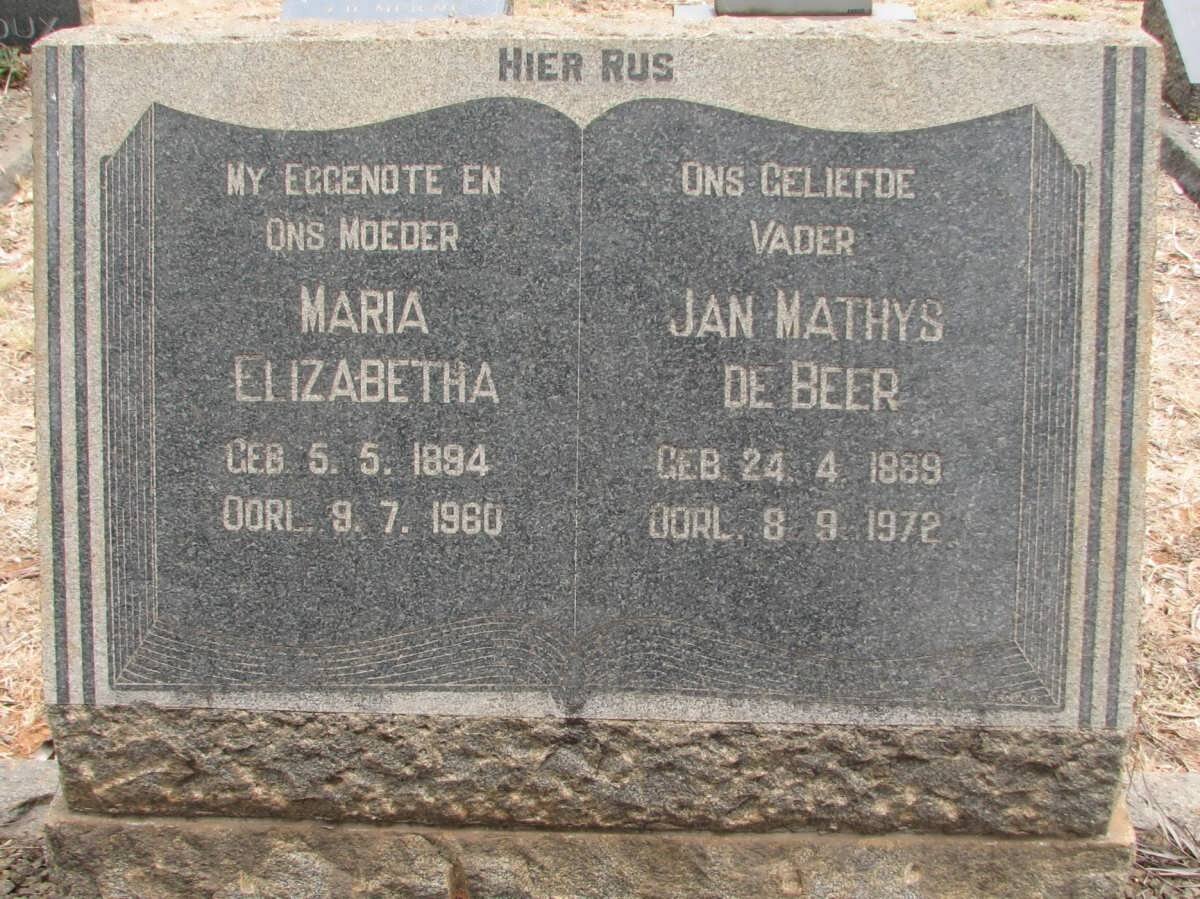 HIER RUS
MY EGGENOTE EN
ONS MOEDER
MARIA
ELIZABETHA
GEB 5. 5. 1894
OORL. 9. 7. 1960
ONS GELIEFDE
VADER
JAN MATHYS
DE BEER
GEB. 24. 4. 1889
OORL. 8. 9. 1972